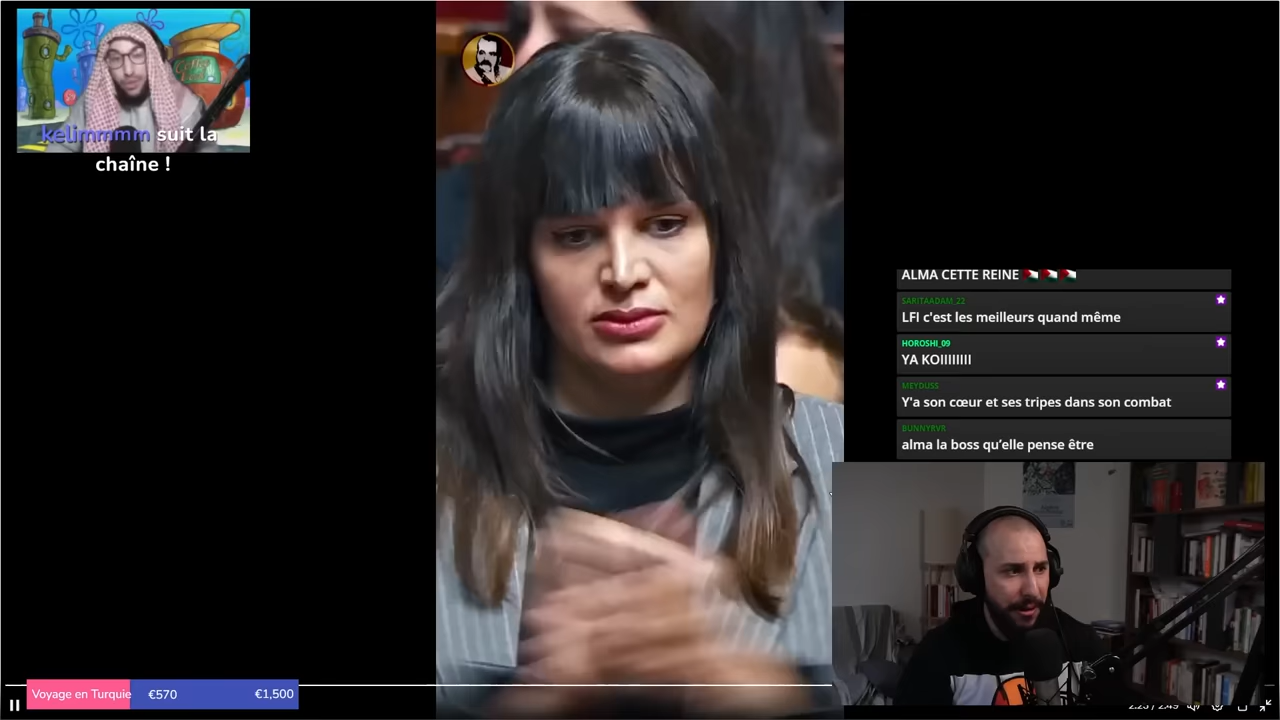 kelimmmm suit la
chaîne !
ALMA CETTE REINE
SARITAADAM_22
LFI c'est les meilleurs quand même
HOROSHI_09
YA KOIIIIIIII
MEYDUSS
Y'a son cœur et ses tripes dans son combat
BUNNYRVR
alma la boss qu'elle pense être
Voyage en Turquie €570 €1,500